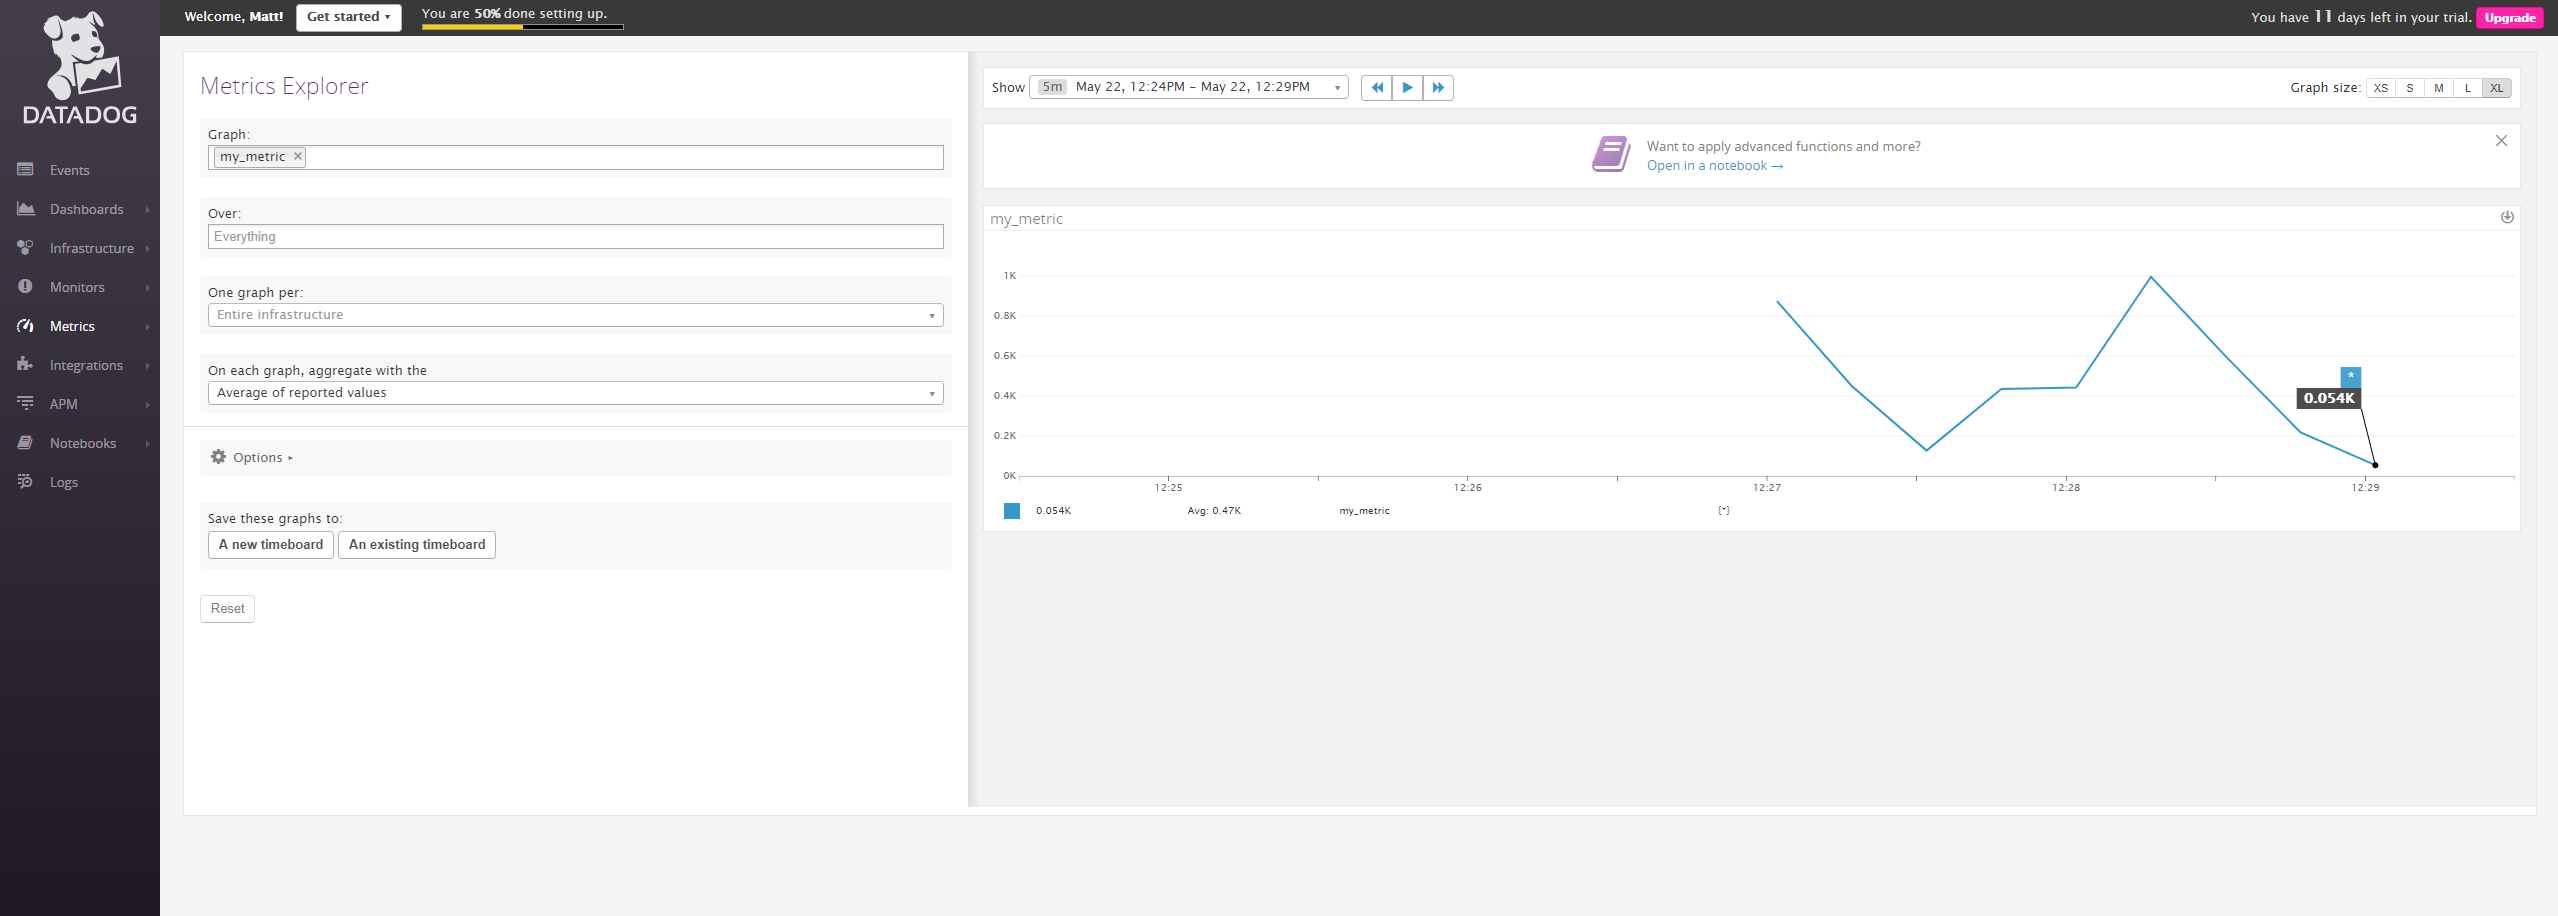 Welcome, Matt!
Get started ▾
You are 50% done setting up.
You have 11 days left in your trial.
Upgrade
DATADOG
Events
Dashboards
Infrastructure
Monitors
Metrics
Integrations
APM
Notebooks
Logs
Metrics Explorer
Graph:
my_metric ×
Over:
Everything
One graph per:
Entire infrastructure
On each graph, aggregate with the
Average of reported values
Options ▸
Save these graphs to:
A new timeboard
An existing timeboard
Reset
Show 5m May 22, 12:24PM - May 22, 12:29PM
Graph size: XS S M L XL
Want to apply advanced functions and more?
Open in a notebook →
my_metric
1K
0.8K
0.6K
0.4K
0.2K
0K
*
0.054K
12:25 12:26 12:27 12:28 12:29
0.054K Avg: 0.47K my_metric {*}